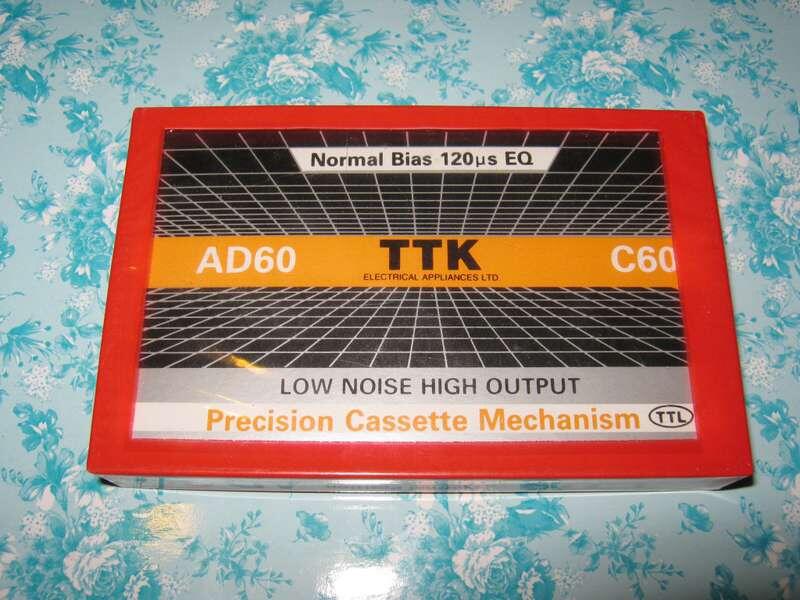 Normal Bias 120µs EQ
AD60 TTK C60
ELECTRICAL APPLIANCES LTD
LOW NOISE HIGH OUTPUT
Precision Cassette Mechanism TTL